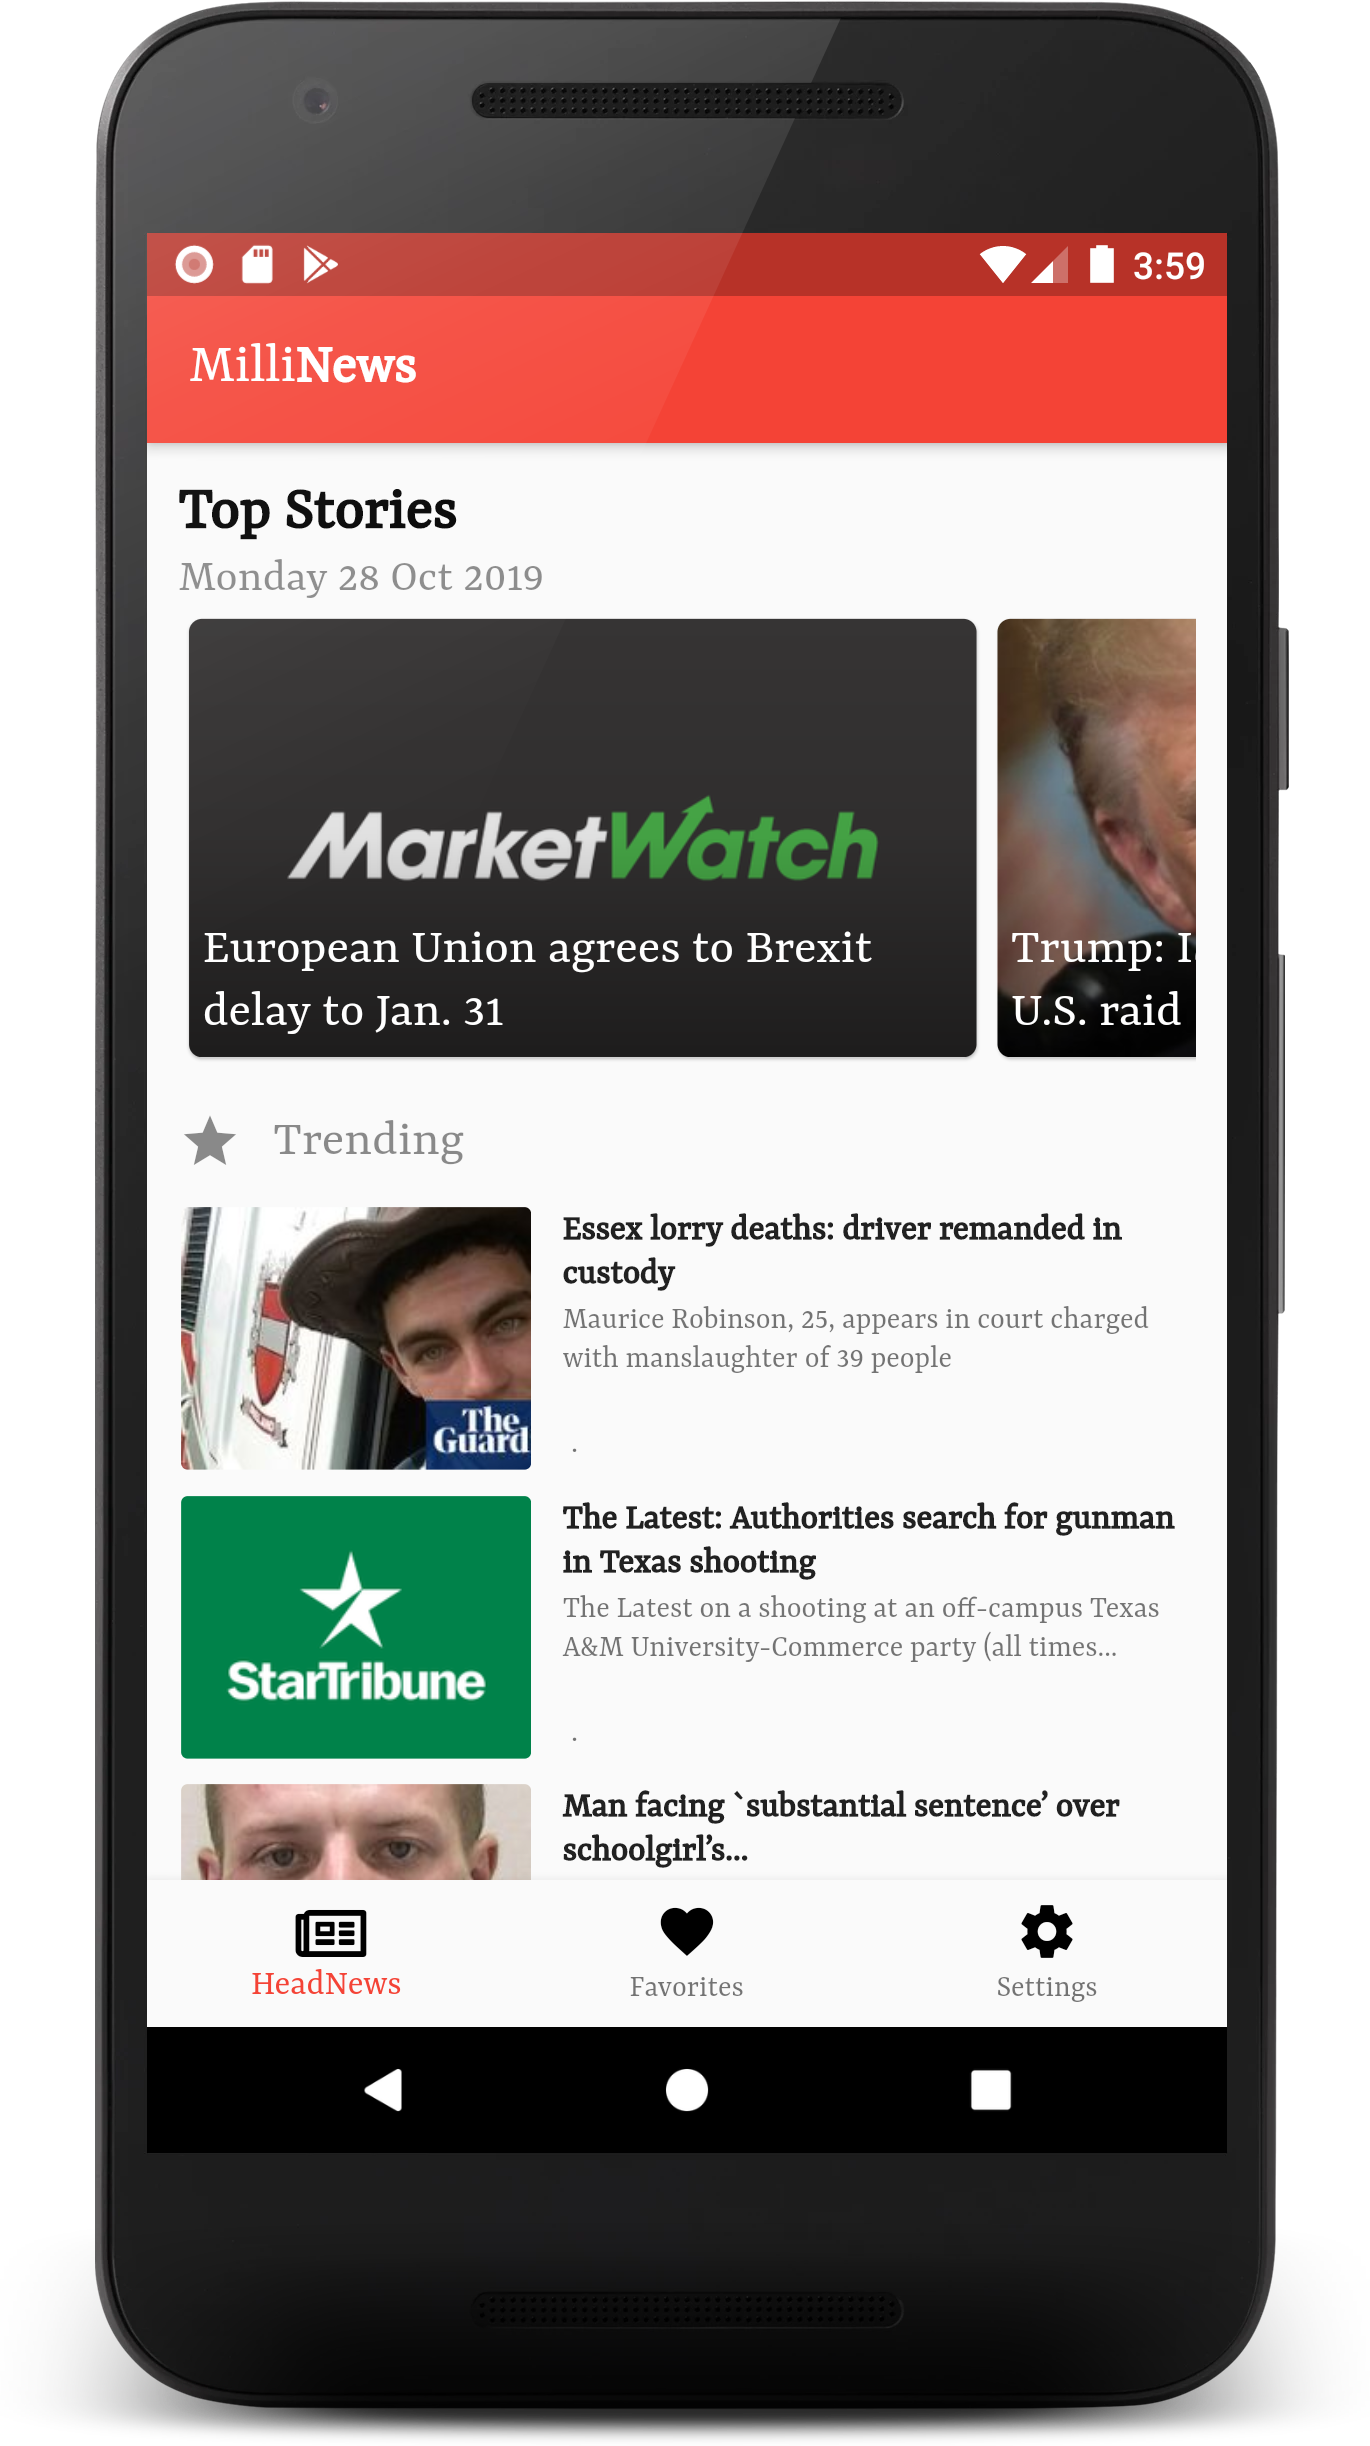 3:59
MilliNews
Top Stories
Monday 28 Oct 2019
MarketWatch
European Union agrees to Brexit
delay to Jan. 31
Trump:
U.S. raid
Trending
Essex lorry deaths: driver remanded in
custody
Maurice Robinson, 25, appears in court charged
with manslaughter of 39 people
The
Guard
.
StarTribune
The Latest: Authorities search for gunman
in Texas shooting
The Latest on a shooting at an off-campus Texas
A&M University-Commerce party (all times...
.
Man facing `substantial sentence’ over
schoolgirl’s...
HeadNews
Favorites
Settings